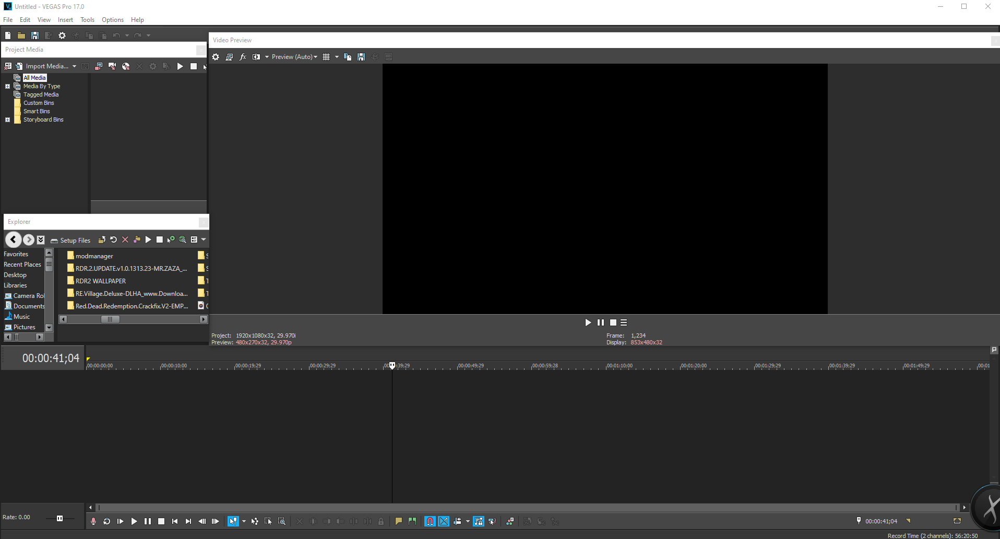 Untitled - VEGAS Pro 17.0
File Edit View Insert Tools Options Help
Project Media
Import Media...
All Media
Media By Type
Tagged Media
Custom Bins
Smart Bins
Storyboard Bins
Video Preview
Preview (Auto)
Explorer
Setup Files
Favorites
Recent Places
Desktop
Libraries
Camera Rol
Documents
Music
Pictures
modmanager
RDR.2.UPDATE.v1.0.1313.23-MR.ZAZA_...
RDR2 WALLPAPER
RE.Village.Deluxe-DLHA_www.Downloa...
Red.Dead.Redemption.Crackfix.V2-EMP...
Project: 1920x1080x32, 29.970i
Preview: 480x270x32, 29.970p
Frame: 1,234
Display: 853x480x32
00:00:41;04
00:00:00;00 00:00:10;00 00:00:19;29 00:00:29;29 39;29 00:00:49;29 00:00:59;28 00:01:10;00 00:01:20;00 00:01:29;29 00:01:39;29 00:01:49;29 00:01
Rate: 0.00
00:00:41;04
Record Time (2 channels): 56:20:50